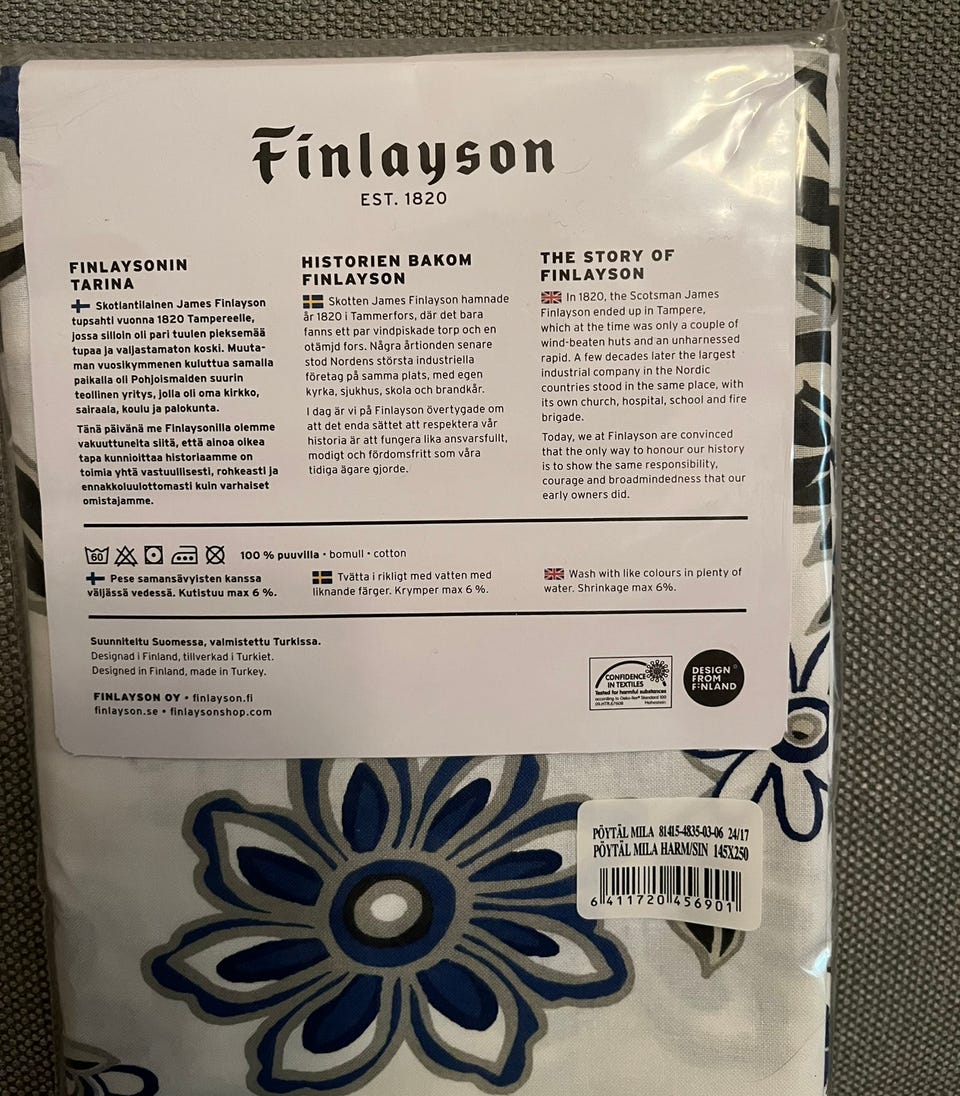 Finlayson
EST. 1820
FINLAYSONIN
TARINA
Skotlantilainen James Finlayson
tupsahti vuonna 1820 Tampereelle,
jossa silloin oli pari tuulen pieksemää
tupaa ja valjastamaton koski. Muuta-
man vuosikymmenen kuluttua samalla
paikalla oli Pohjoismaiden suurin
teollinen yritys, jolla oli oma kirkko,
sairaala, koulu ja palokunta.
Tänä päivänä me Finlaysonilla olemme
vakuuttuneita siitä, että ainoa oikea
tapa kunnioittaa historiaamme on
toimia yhtä vastuullisesti, rohkeasti ja
ennakkoluulottomasti kuin varhaiset
omistajamme.
HISTORIEN BAKOM
FINLAYSON
Skotten James Finlayson hamnade
år 1820 i Tammerfors, där det bara
fanns ett par vindpiskade torp och en
otämjd fors. Några årtionden senare
stod Nordens största industriella
företag på samma plats, med egen
kyrka, sjukhus, skola och brandkår.
I dag är vi på Finlayson övertygade om
att det enda sättet att respektera vår
historia är att fungera lika ansvarsfullt,
modigt och fördomsfritt som våra
tidiga ägare gjorde.
THE STORY OF
FINLAYSON
In 1820, the Scotsman James
Finlayson ended up in Tampere,
which at the time was only a couple of
wind-beaten huts and an unharnessed
rapid. A few decades later the largest
industrial company in the Nordic
countries stood in the same place, with
its own church, hospital, school and fire
brigade.
Today, we at Finlayson are convinced
that the only way to honour our history
is to show the same responsibility,
courage and broadmindedness that our
early owners did.
60
100 % puuvilla • bomull • cotton
Pese samansävyisten kanssa
väljässä vedessä. Kutistuu max 6 %.
Tvätta i rikligt med vatten med
liknande färger. Krymper max 6 %.
Wash with like colours in plenty of
water. Shrinkage max 6%.
Suunniteltu Suomessa, valmistettu Turkissa.
Designad i Finland, tillverkad i Turkiet.
Designed in Finland, made in Turkey.
FINLAYSON OY • finlayson.fi
finlayson.se • finlaysonshop.com
CONFIDENCE
IN TEXTILES
Tested for harmful substances
according to Oeko-Tex® Standard 100
09.HTR.67608 Hohenstein
DESIGN
FROM
FINLAND
PÖYTÄL MILA 81415-4835-03-06 24/17
PÖYTÄL MILA HARM/SIN 145X250
6 411720 456901